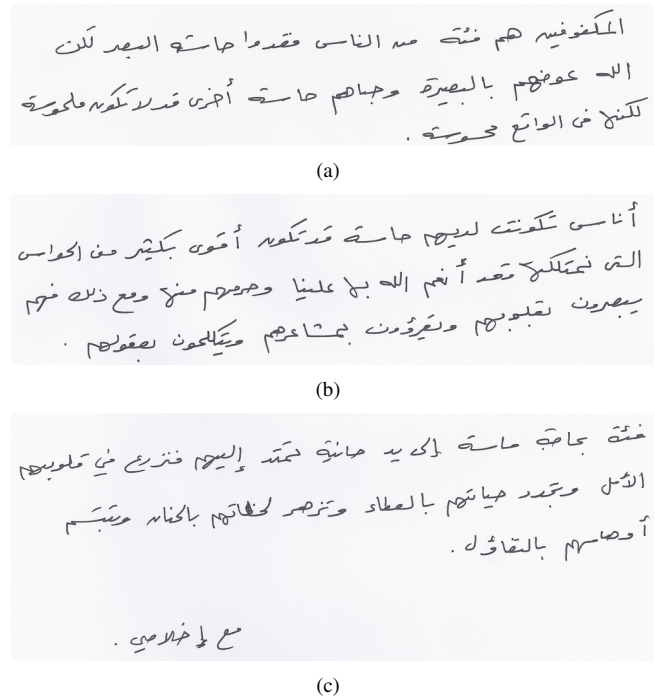 المكفوفين هم فئة من الناس فقدوا حاسة البصر لكن
الله عوضهم بالبصيرة وحباهم حاسة أخرى قد لا تكون ملموسة
لكنها في الواقع محسوسة .
(a)
أناس تكونت لديهم حاسة قد تكون أقوى بكثير من الحواس
التي نمتلكها فقد أنعم الله بها علينا وحرمهم منها ومع ذلك فهم
يبصرون بقلوبهم ويقرؤون بمشاعرهم ويتكلمون بعقولهم .
(b)
فئة بحاجة ماسة إلى يد حانية تمتد إليهم فتزرع في قلوبهم
الأمل وتجدد حياتهم بالعطاء وتزهر لحظاتهم بالحنان وتبتسم
أوصالهم بالتفاؤل .
مع إخلاصي .
(c)